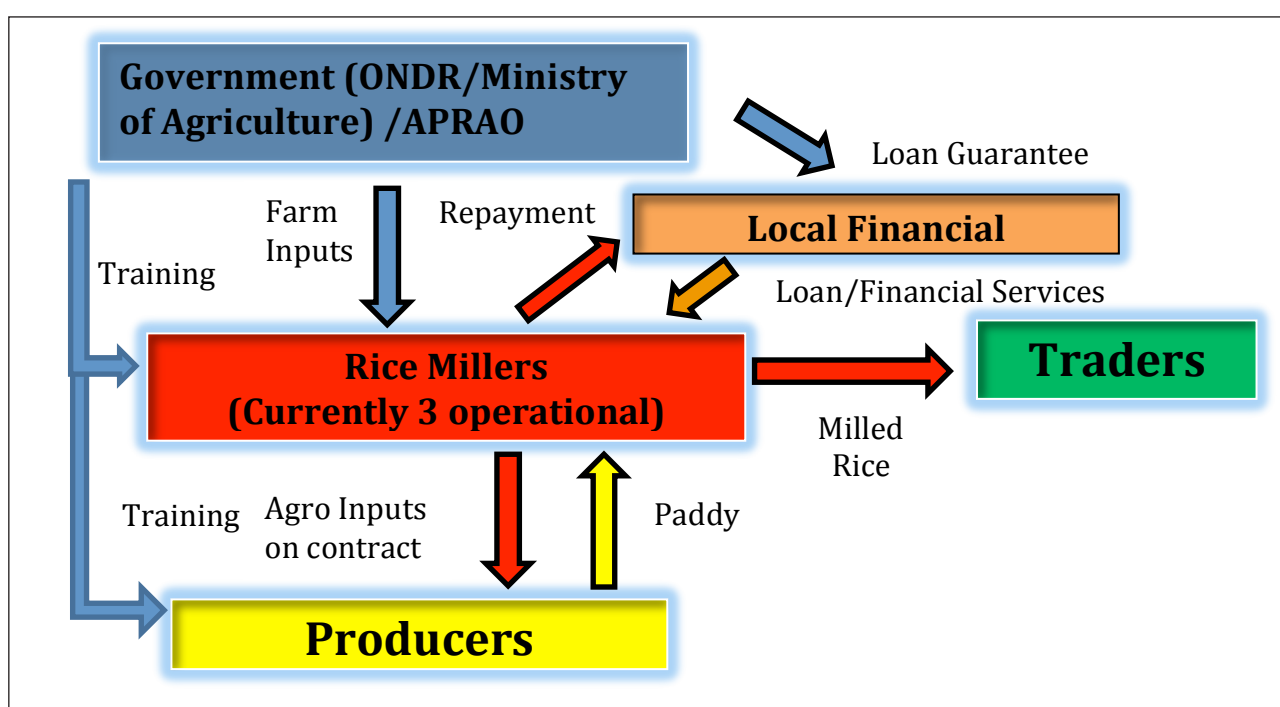 Government (ONDR/Ministry
of Agriculture) /APRAO
Loan Guarantee
Farm
Inputs
Repayment
Local Financial
Training
Loan/Financial Services
Rice Millers
(Currently 3 operational)
Traders
Milled
Rice
Training
Agro Inputs
on contract
Paddy
Producers